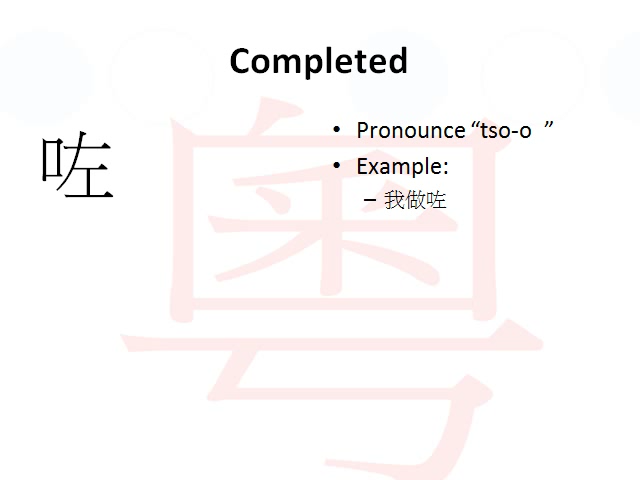 Completed
咗
• Pronounce “tso-o ”
• Example:
– 我做咗
粵